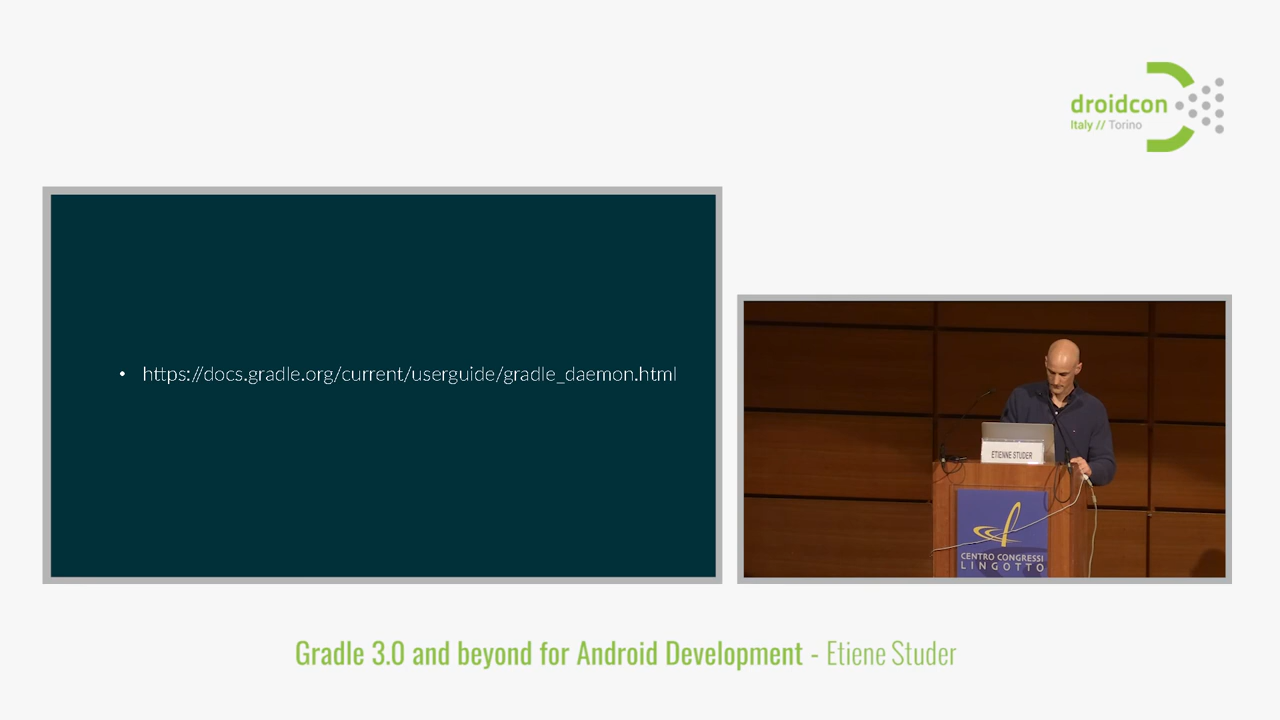 droidcon
Italy // Torino
• https://docs.gradle.org/current/userguide/gradle_daemon.html
ETIENNE STUDER
CENTRO CONGRESSI
LINGOTTO
Gradle 3.0 and beyond for Android Development - Etiene Studer